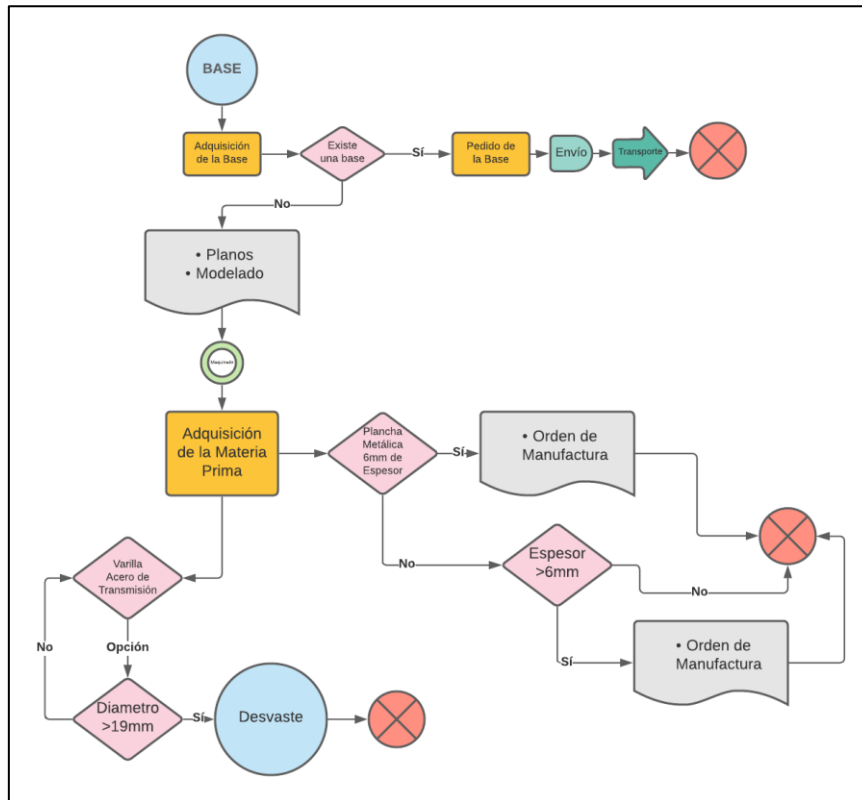 BASE
Adquisición
de la Base
Existe
una base
Sí
Pedido de
la Base
Envío
Transporte
No
• Planos
• Modelado
Maquinado
Adquisición
de la Materia
Prima
Plancha
Metálica
6mm de
Espesor
Sí
• Orden de
Manufactura
No
Espesor
>6mm
No
Sí
• Orden de
Manufactura
Varilla
Acero de
Transmisión
No
Opción
Diametro
>19mm
Sí
Desvaste